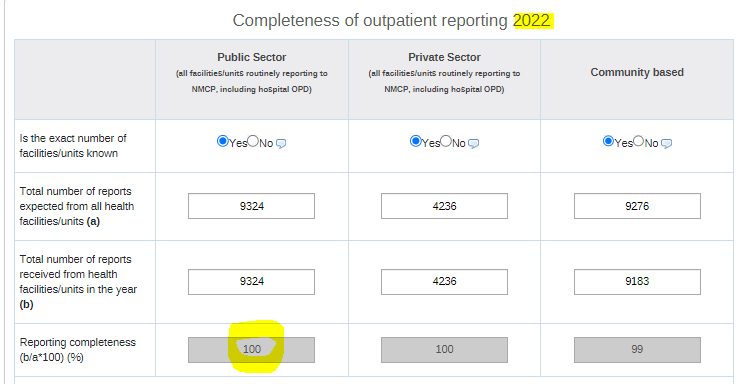 Completeness of outpatient reporting 2022
Public Sector
(all facilities/units routinely reporting to
NMCP, including hospital OPD)
Private Sector
(all facilities/units routinely reporting to
NMCP, including hospital OPD)
Community based
Is the exact number of
facilities/units known
Yes No
Yes No
Yes No
Total number of reports
expected from all health
facilities/units (a)
9324
4236
9276
Total number of reports
received from health
facilities/units in the year
(b)
9324
4236
9183
Reporting completeness
(b/a*100) (%)
100
100
99